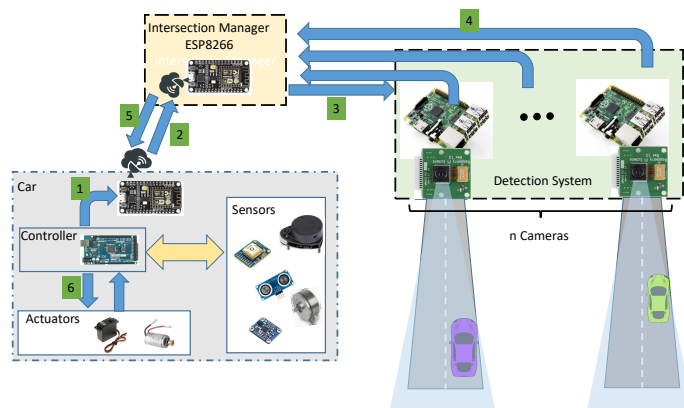 Intersection Manager
ESP8266
4
3
5
2
1
Car
Controller
Sensors
6
Actuators
Detection System
n Cameras